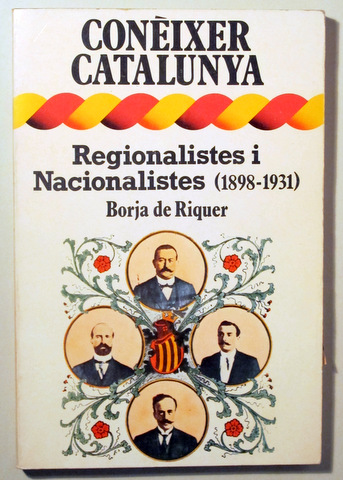 CONÈIXER
CATALUNYA
Regionalistes i
Nacionalistes (1898-1931)
Borja de Riquer